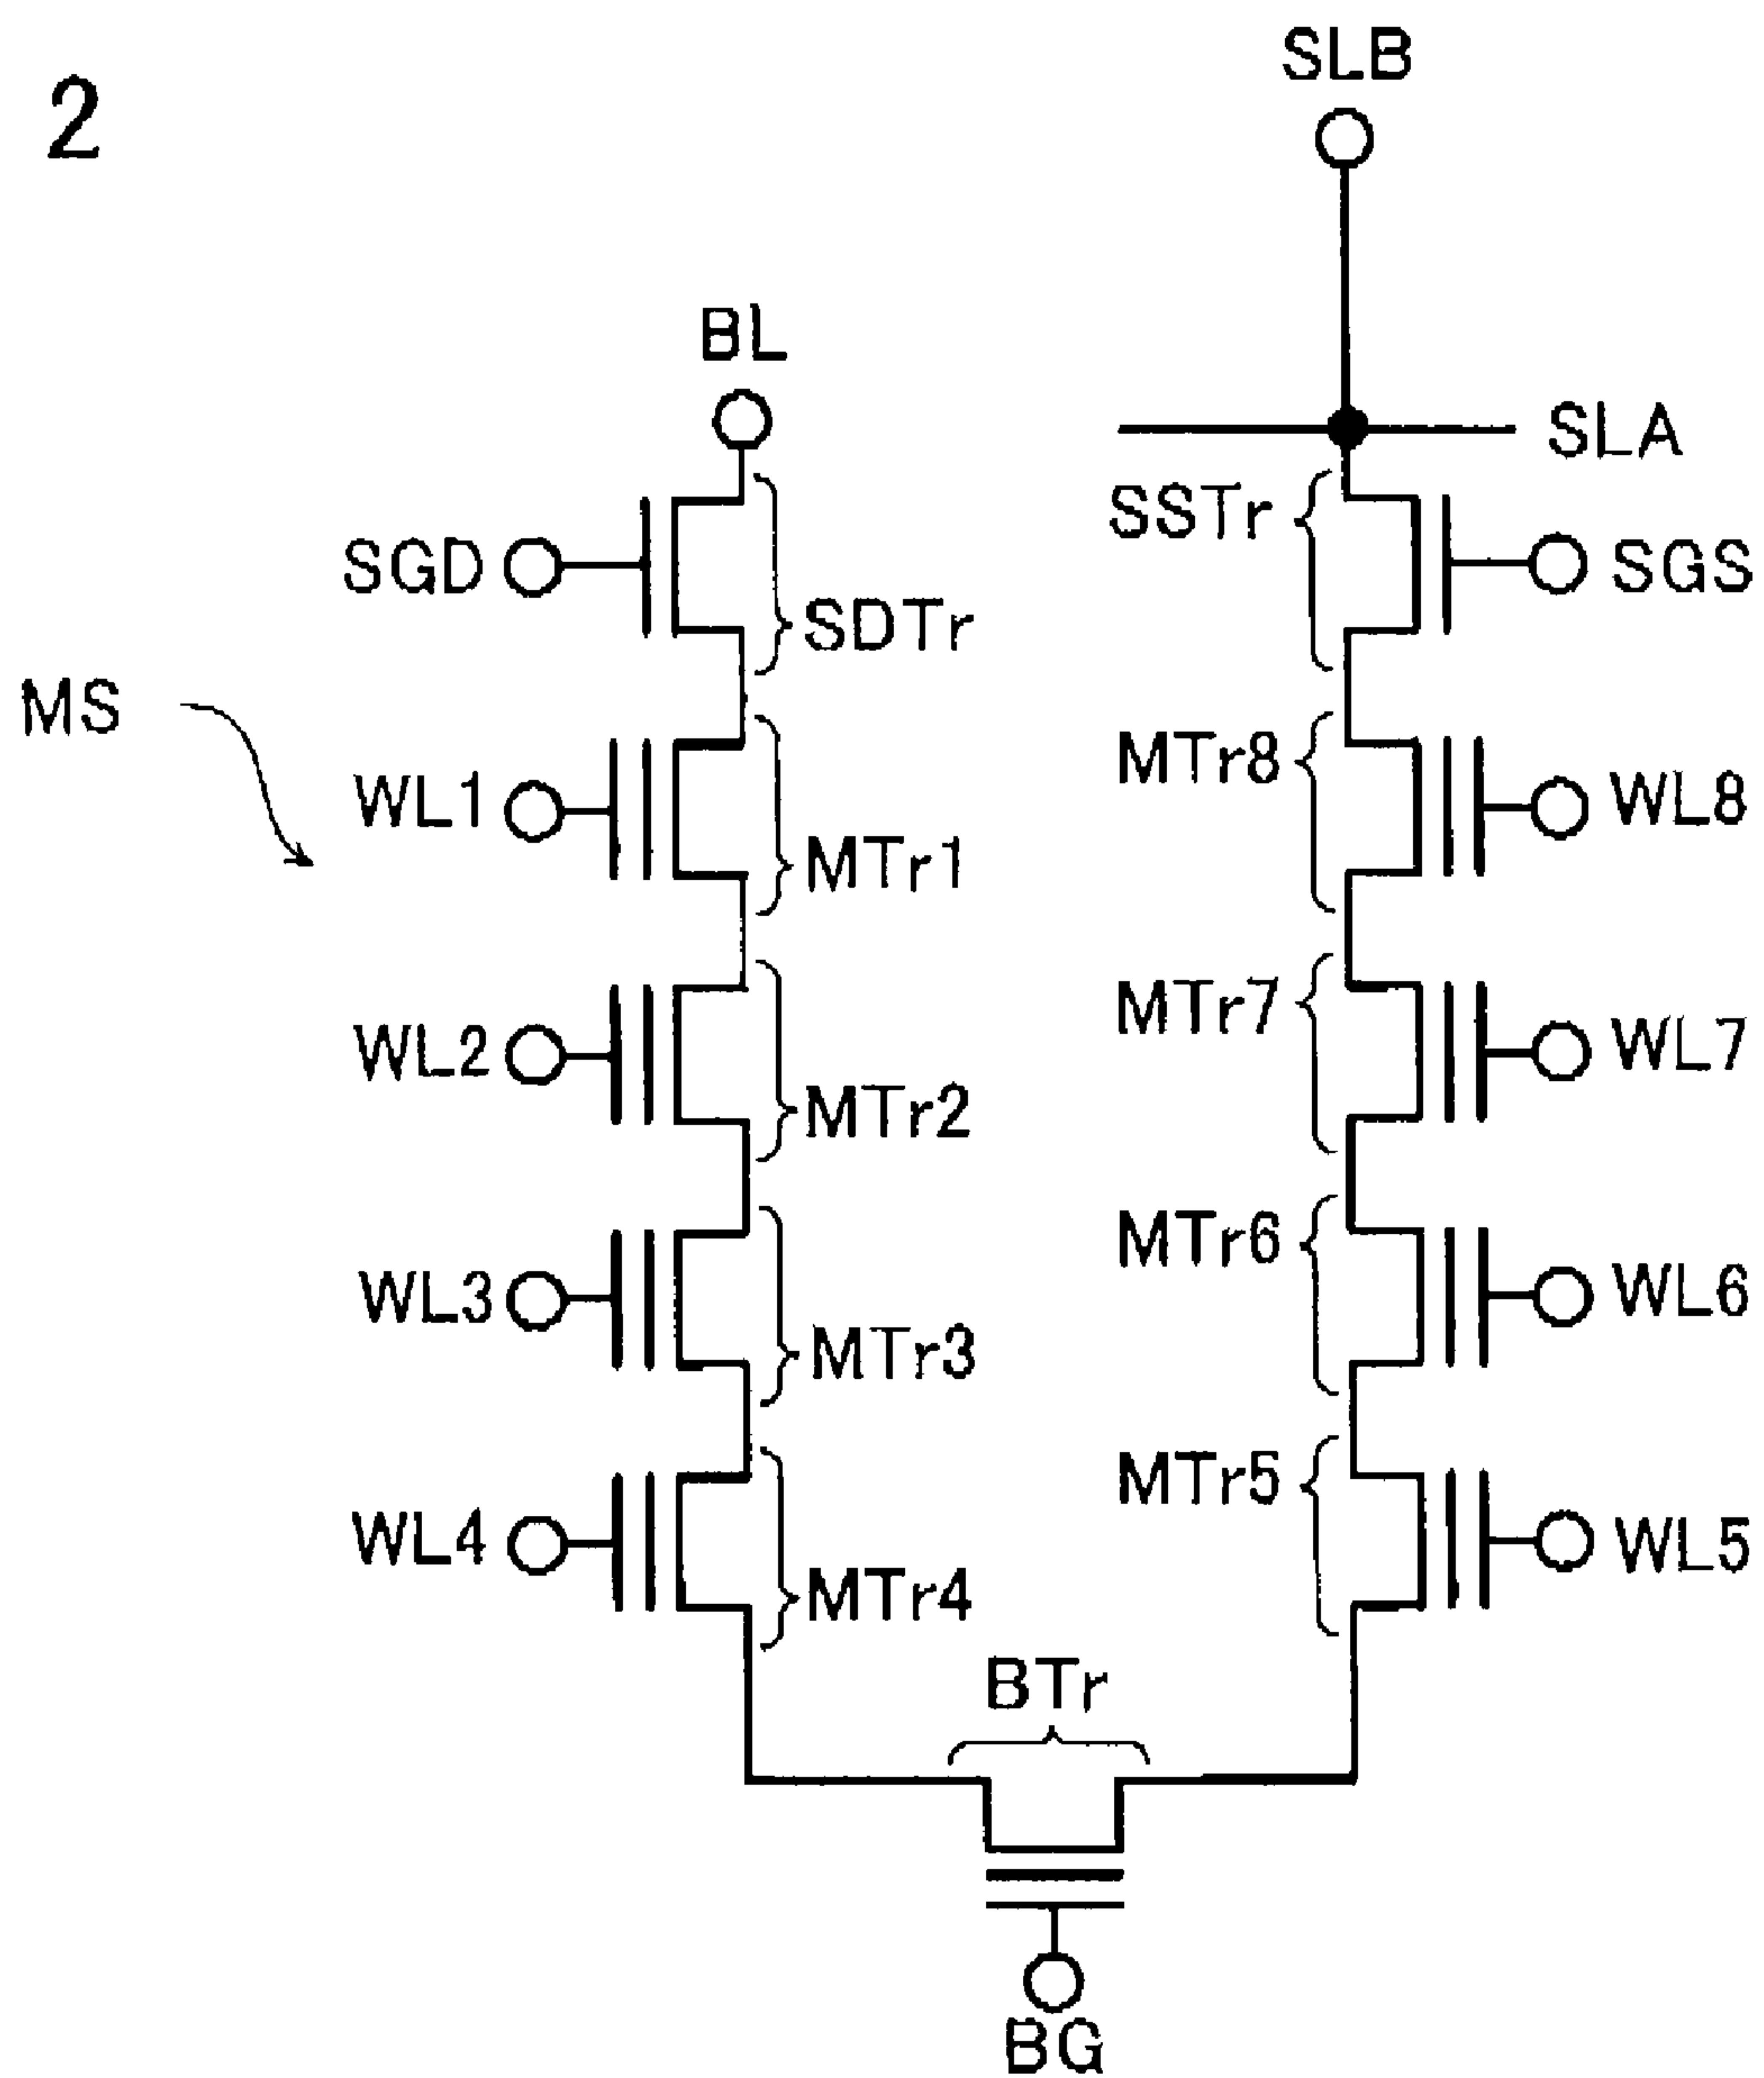 2
SLB
BL
SLA
SSTr
SGD
SGS
SDTr
MS
MTr8
WL1
WL8
MTr1
MTr7
WL2
WL7
MTr2
MTr6
WL3
WL6
MTr3
MTr5
WL4
WL5
MTr4
BTr
BG